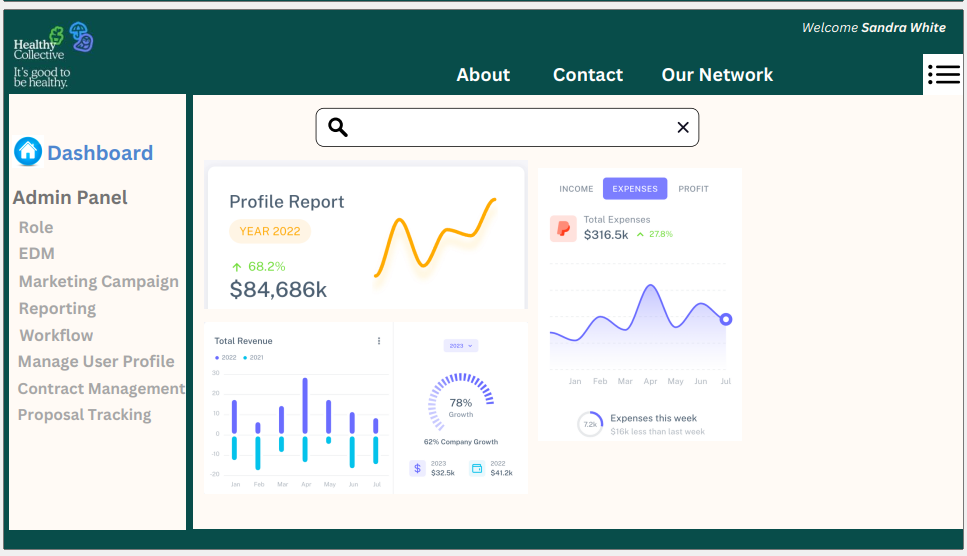 Welcome Sandra White
Healthy
Collective
It's good to
be healthy.
About Contact Our Network
Dashboard
Admin Panel
Role
EDM
Marketing Campaign
Reporting
Workflow
Manage User Profile
Contract Management
Proposal Tracking
Profile Report
YEAR 2022
68.2%
$84,686k
INCOME EXPENSES PROFIT
Total Expenses
$316.5k 27.8%
Jan Feb Mar Apr May Jun Jul
7.2k
Expenses this week
$16k less than last week
Total Revenue
2022 2021
30
20
10
0
-10
-20
Jan Feb Mar Apr May Jun Jul
2023
78%
Growth
62% Company Growth
$
2023
$32.5k
2022
$41.2k